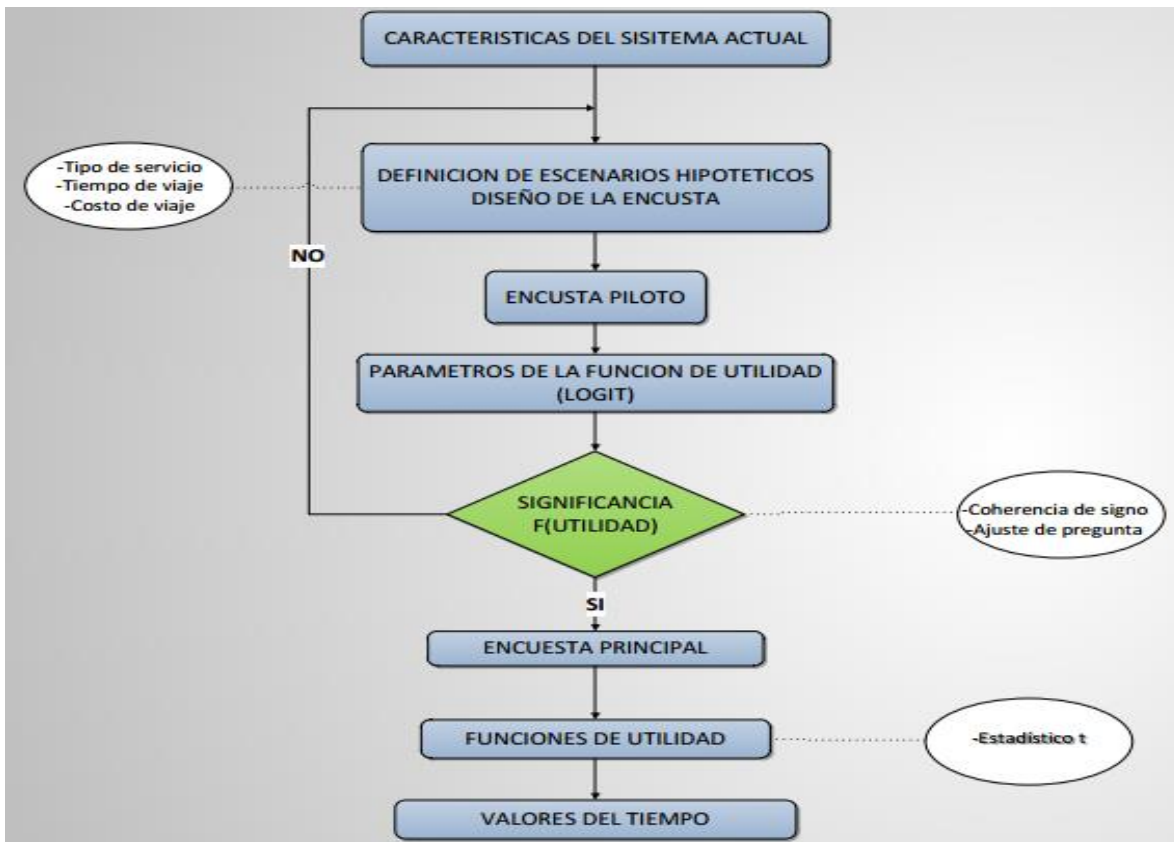 CARACTERISTICAS DEL SISITEMA ACTUAL
-Tipo de servicio
-Tiempo de viaje
-Costo de viaje
DEFINICION DE ESCENARIOS HIPOTETICOS
DISEÑO DE LA ENCUSTA
NO
ENCUSTA PILOTO
PARAMETROS DE LA FUNCION DE UTILIDAD
(LOGIT)
SIGNIFICANCIA
F(UTILIDAD)
-Coherencia de signo
-Ajuste de pregunta
SI
ENCUESTA PRINCIPAL
FUNCIONES DE UTILIDAD
-Estadístico t
VALORES DEL TIEMPO